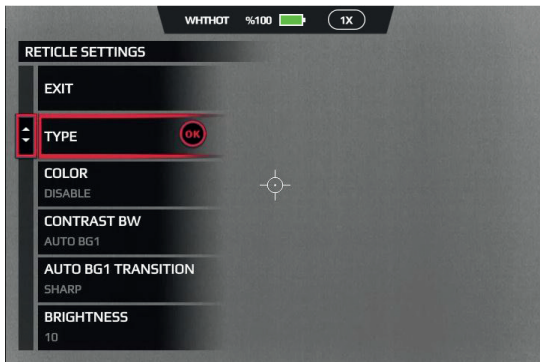 WHTHOT %100 1X
RETICLE SETTINGS
EXIT
TYPE OK
COLOR
DISABLE
CONTRAST BW
AUTO BG1
AUTO BG1 TRANSITION
SHARP
BRIGHTNESS
10